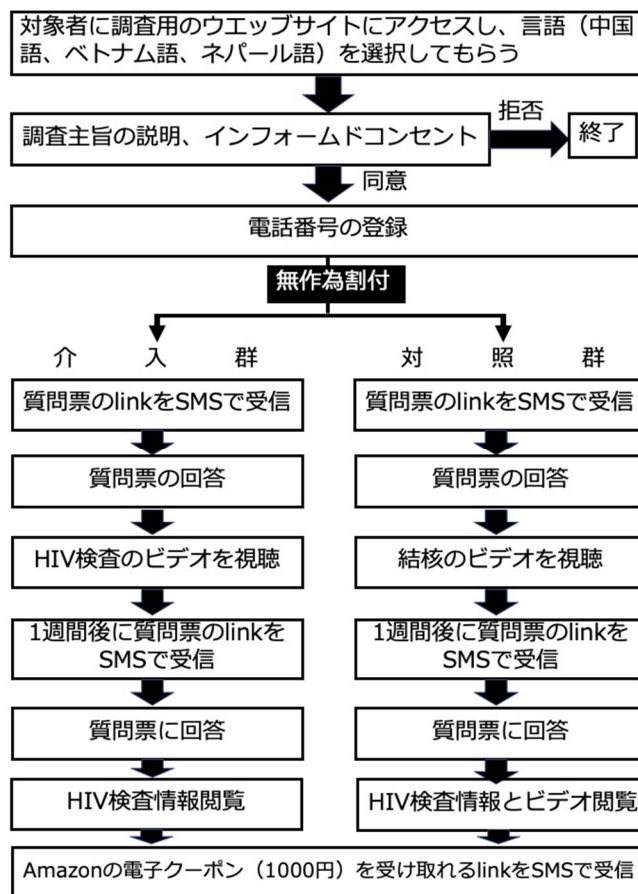 対象者に調査用のウエッブサイトにアクセスし、言語（中国
語、ベトナム語、ネパール語）を選択してもらう
調査主旨の説明、インフォームドコンセント
拒否
終了
同意
電話番号の登録
無作為割付
介入群
対照群
質問票のlinkをSMSで受信
質問票のlinkをSMSで受信
質問票の回答
質問票の回答
HIV検査のビデオを視聴
結核のビデオを視聴
1週間後に質問票のlinkを
SMSで受信
1週間後に質問票のlinkを
SMSで受信
質問票に回答
質問票に回答
HIV検査情報閲覧
HIV検査情報とビデオ閲覧
Amazonの電子クーポン（1000円）を受け取れるlinkをSMSで受信